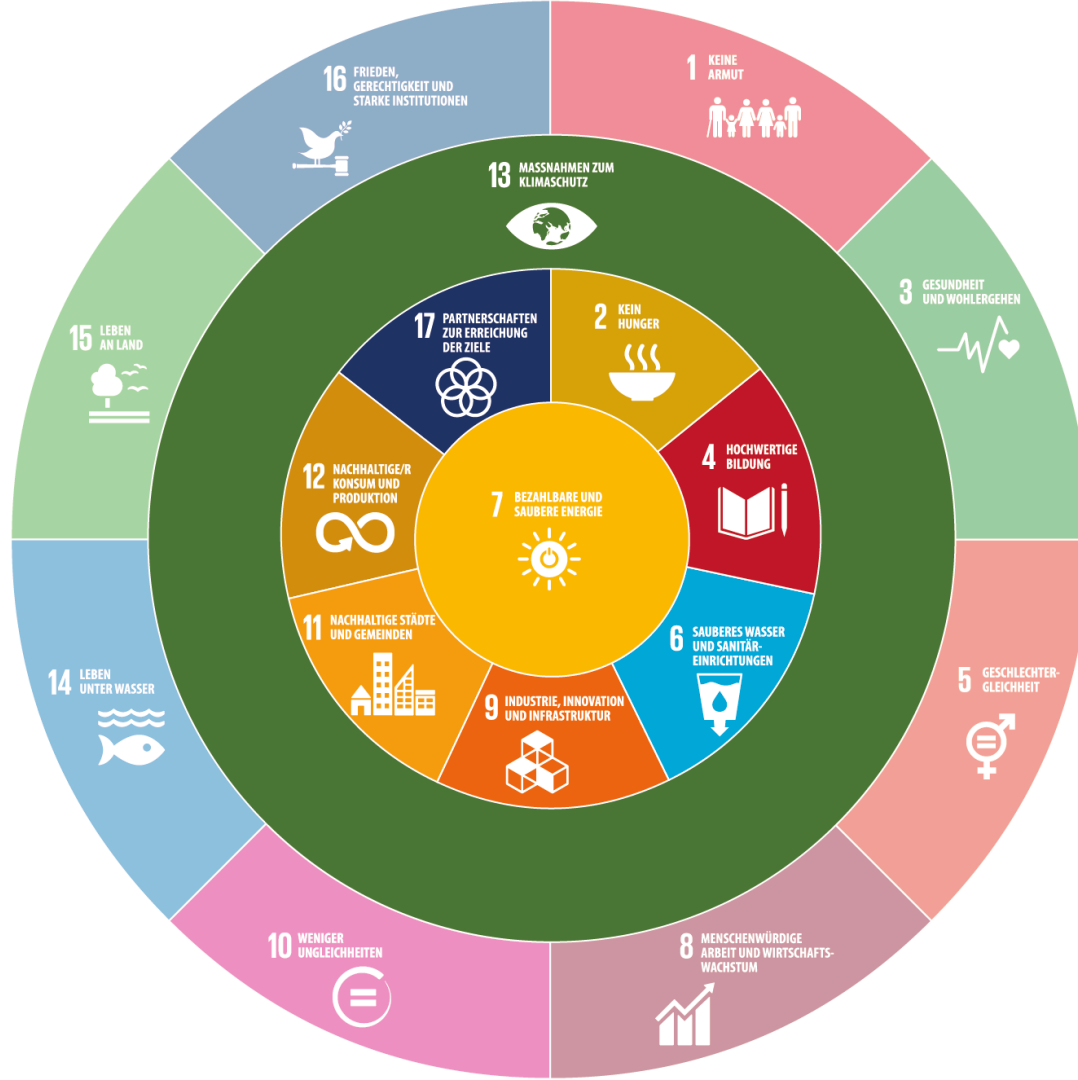 1 KEINE
ARMUT
3 GESUNDHEIT
UND WOHLERGEHEN
5 GESCHLECHTER-
GLEICHHEIT
8 MENSCHENWÜRDIGE
ARBEIT UND WIRTSCHAFTS-
WACHSTUM
10 WENIGER
UNGLEICHHEITEN
14 LEBEN
UNTER WASSER
15 LEBEN
AN LAND
16 FRIEDEN,
GERECHTIGKEIT UND
STARKE INSTITUTIONEN
13 MASSNAHMEN ZUM
KLIMASCHUTZ
2 KEIN
HUNGER
4 HOCHWERTIGE
BILDUNG
6 SAUBERES WASSER
UND SANITÄR-
EINRICHTUNGEN
9 INDUSTRIE, INNOVATION
UND INFRASTRUKTUR
11 NACHHALTIGE STÄDTE
UND GEMEINDEN
12 NACHHALTIGE/R
KONSUM UND
PRODUKTION
17 PARTNERSCHAFTEN
ZUR ERREICHUNG
DER ZIELE
7 BEZAHLBARE UND
SAUBERE ENERGIE